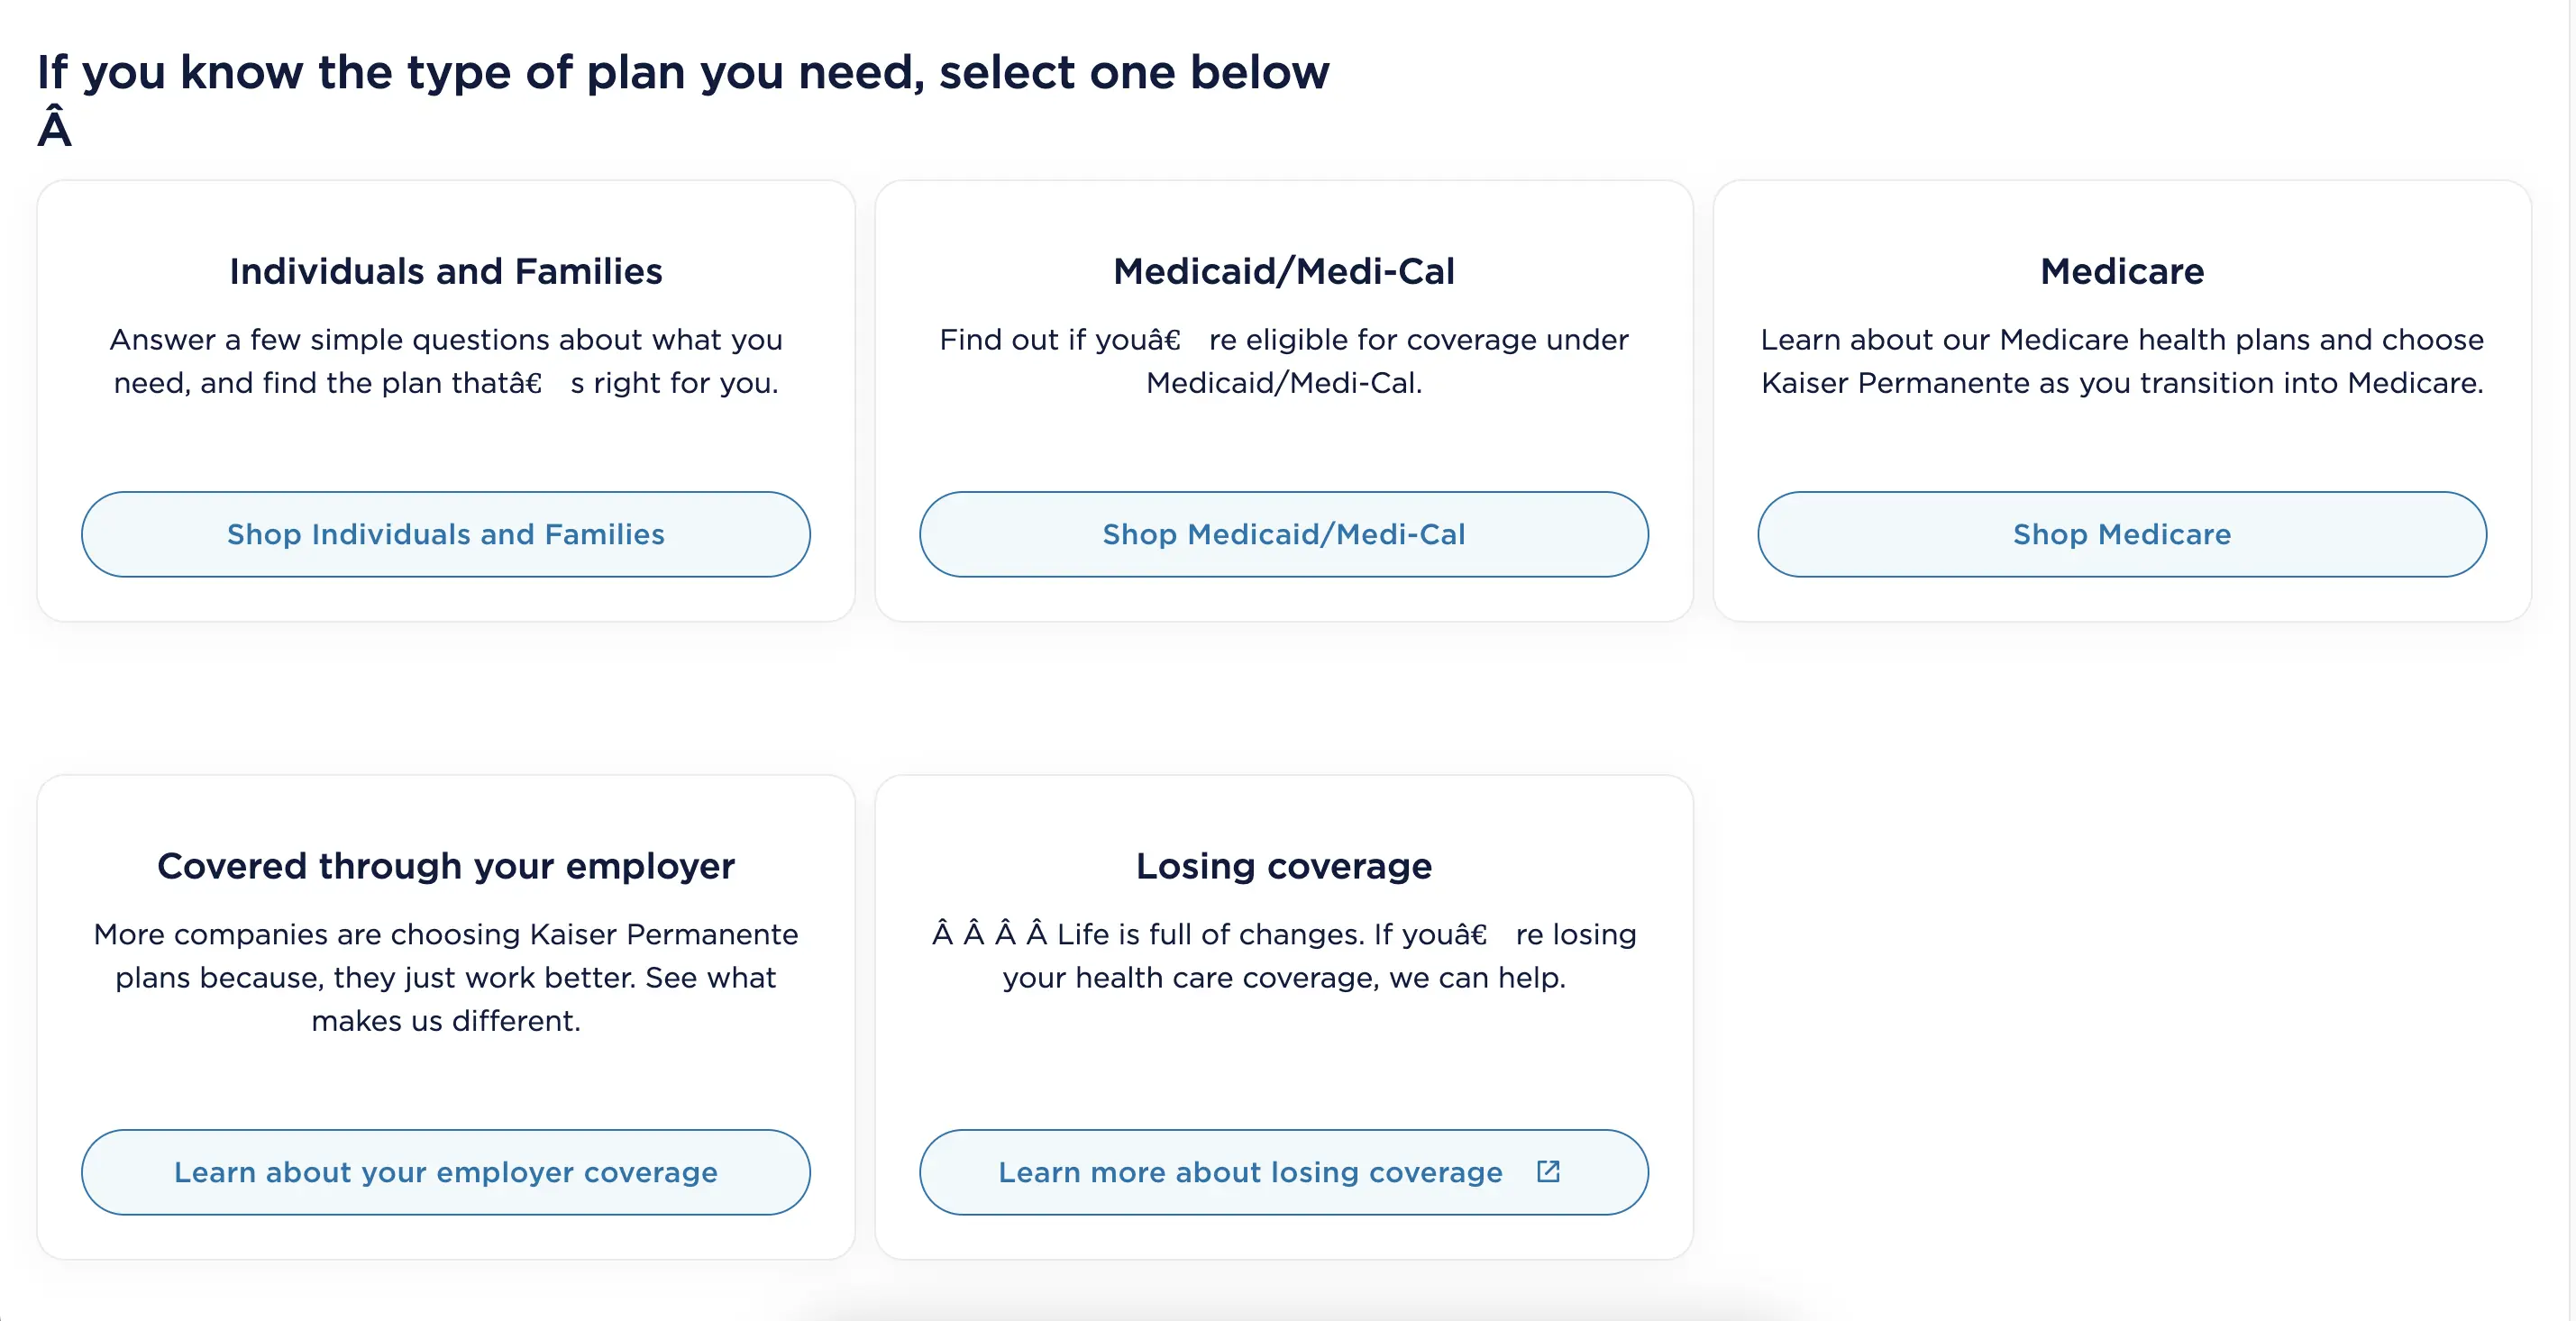 If you know the type of plan you need, select one below
Â
Individuals and Families
Answer a few simple questions about what you
need, and find the plan thatâ€ s right for you.
Shop Individuals and Families
Medicaid/Medi-Cal
Find out if youâ€ re eligible for coverage under
Medicaid/Medi-Cal.
Shop Medicaid/Medi-Cal
Medicare
Learn about our Medicare health plans and choose
Kaiser Permanente as you transition into Medicare.
Shop Medicare
Covered through your employer
More companies are choosing Kaiser Permanente
plans because, they just work better. See what
makes us different.
Learn about your employer coverage
Losing coverage
Â Â Â Â Life is full of changes. If youâ€ re losing
your health care coverage, we can help.
Learn more about losing coverage